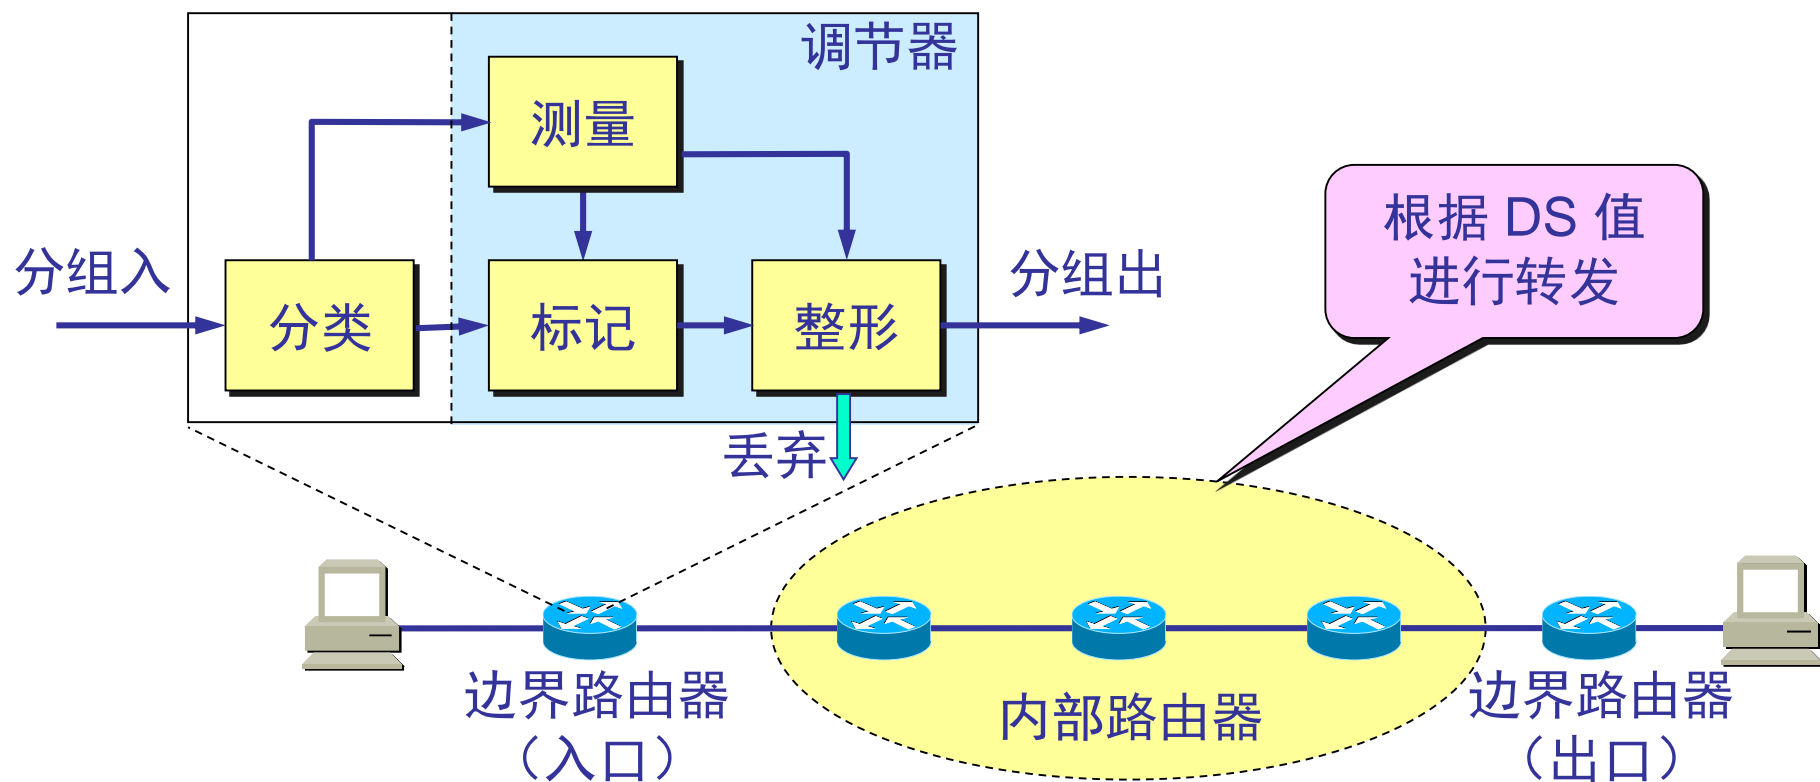 调节器
测量
分组入
分类
标记
整形
分组出
丢弃
根据 DS 值
进行转发
边界路由器
（入口）
内部路由器
边界路由器
（出口）